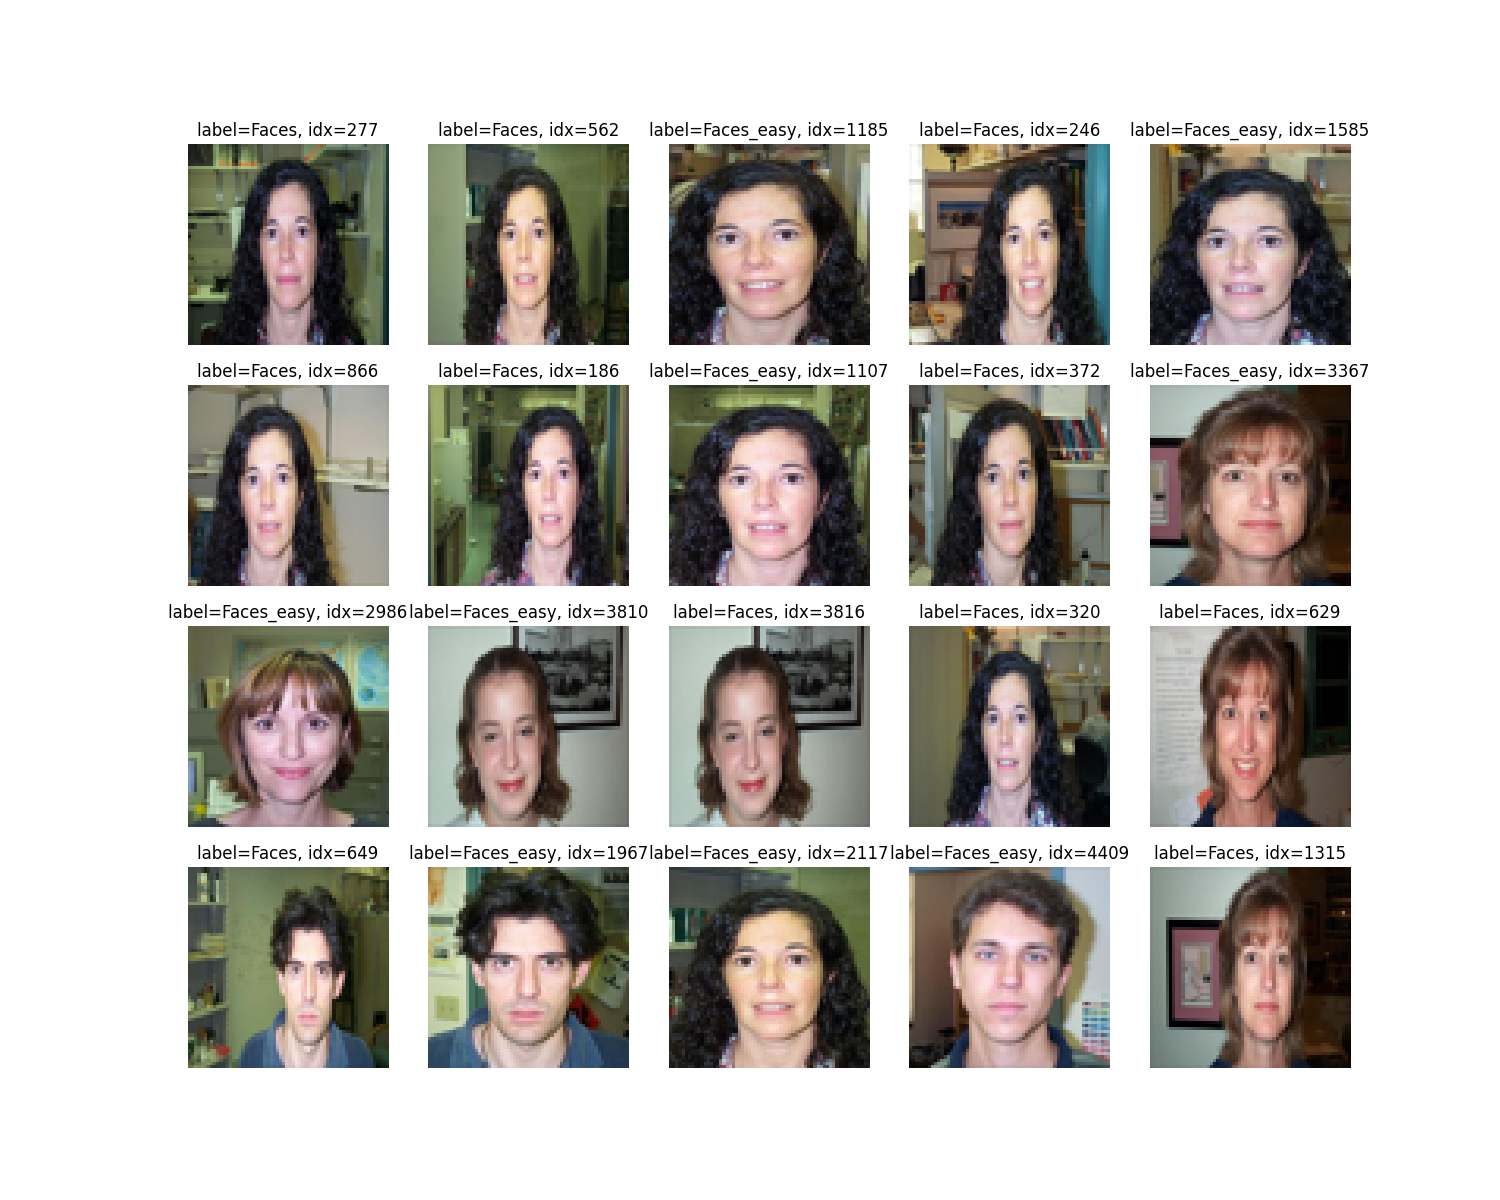 label=Faces, idx=277
label=Faces, idx=562
label=Faces_easy, idx=1185
label=Faces, idx=246
label=Faces_easy, idx=1585
label=Faces, idx=866
label=Faces, idx=186
label=Faces_easy, idx=1107
label=Faces, idx=372
label=Faces_easy, idx=3367
label=Faces_easy, idx=2986
label=Faces_easy, idx=3810
label=Faces, idx=3816
label=Faces, idx=320
label=Faces, idx=629
label=Faces, idx=649
label=Faces_easy, idx=1967
label=Faces_easy, idx=2117
label=Faces_easy, idx=4409
label=Faces, idx=1315